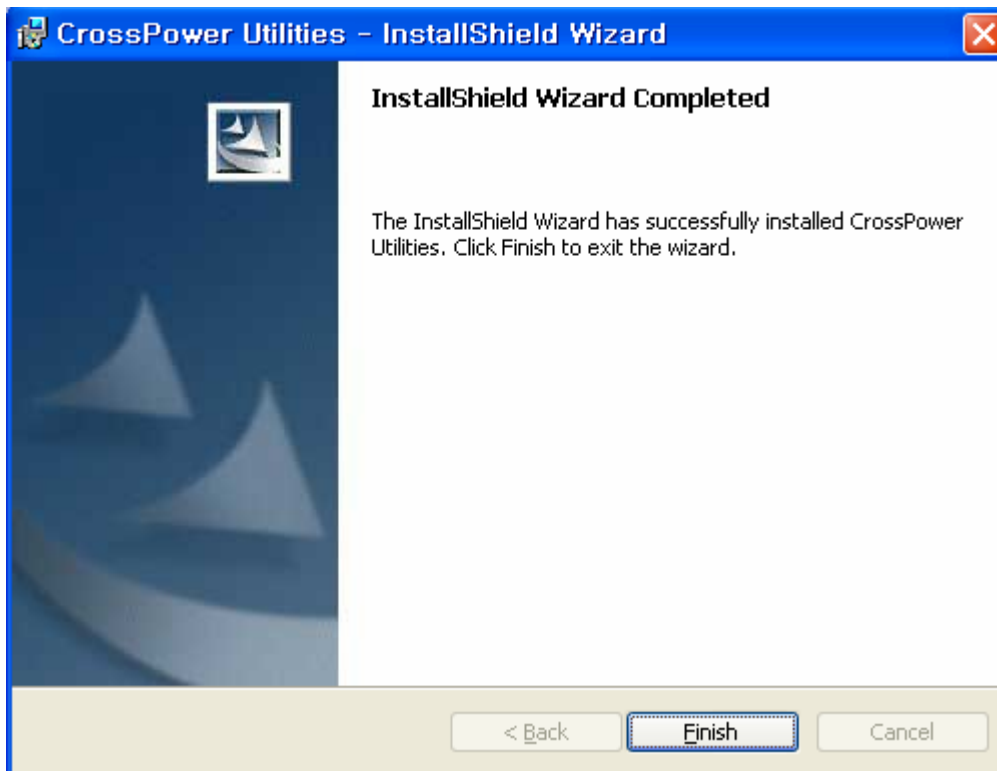 CrossPower Utilities - InstallShield Wizard
InstallShield Wizard Completed
The InstallShield Wizard has successfully installed CrossPower
Utilities. Click Finish to exit the wizard.
< Back
Finish
Cancel